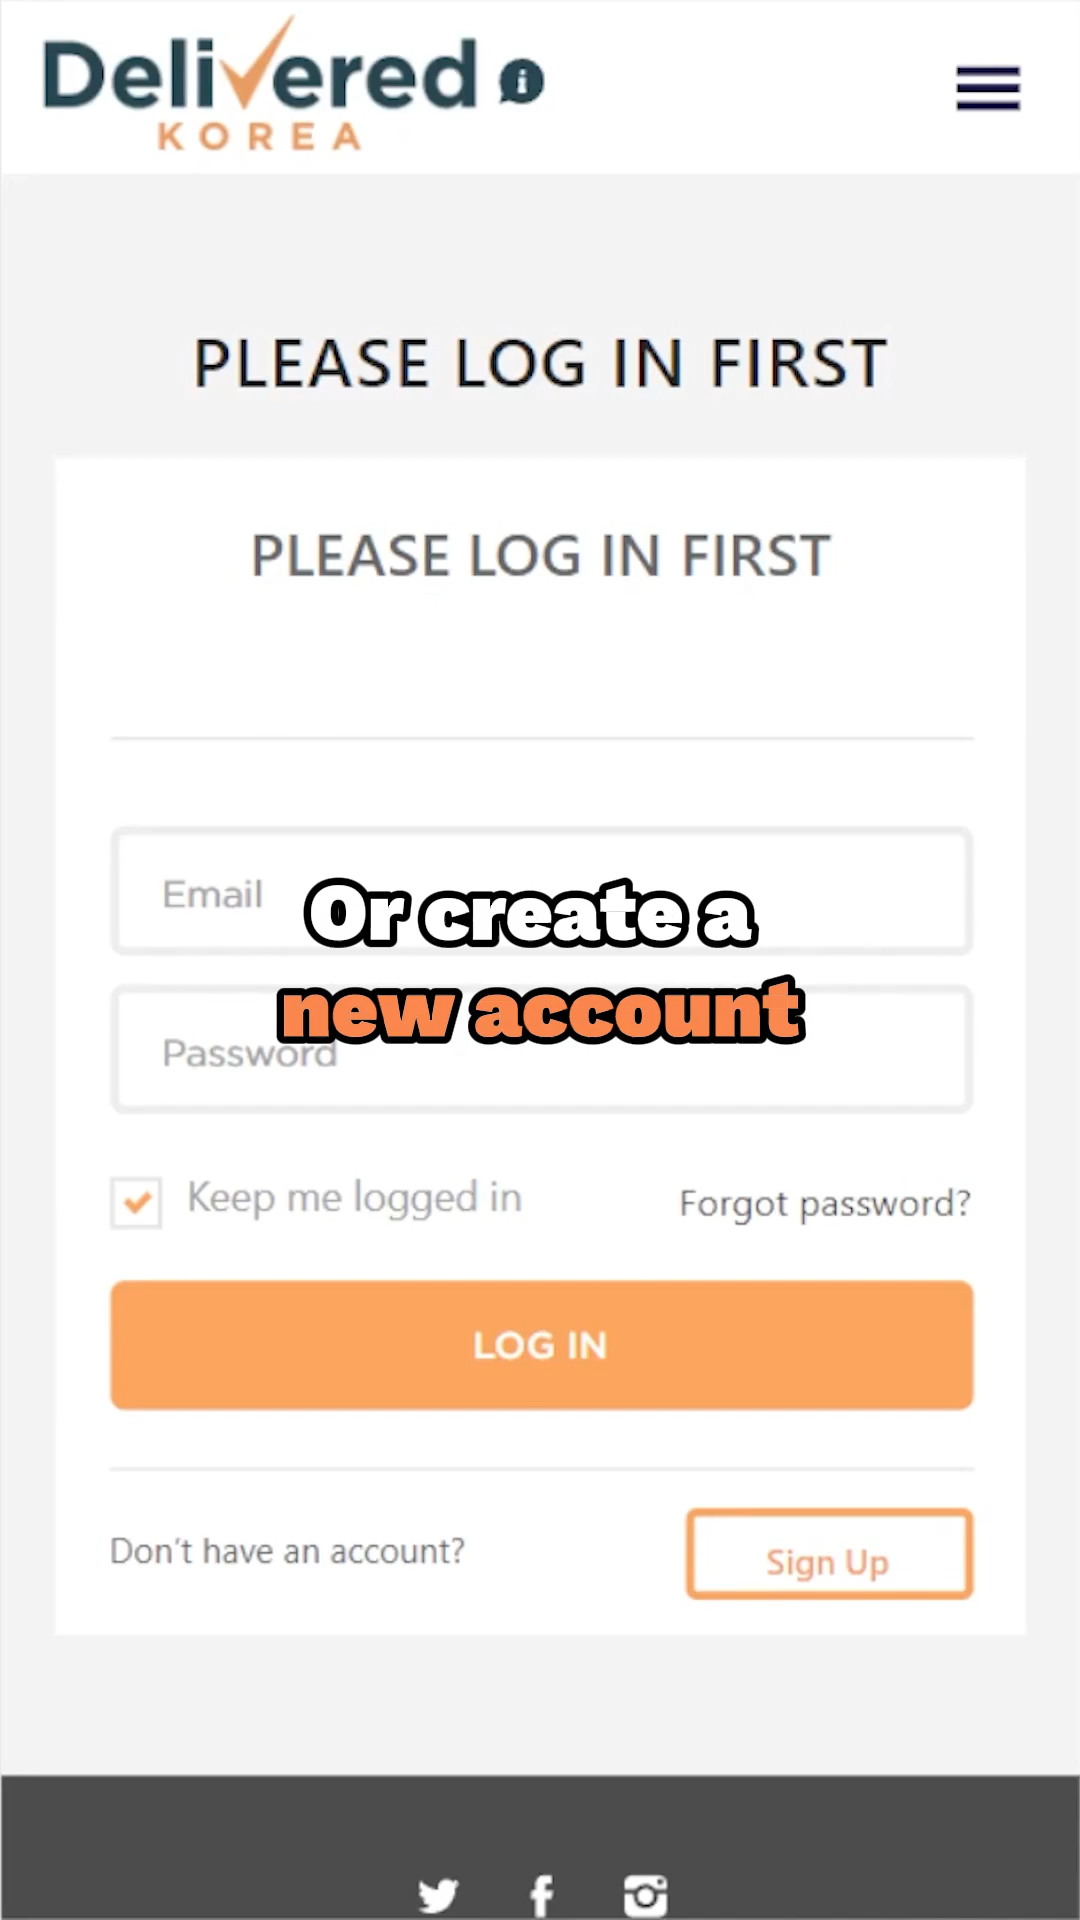 Delivered
KOREA
PLEASE LOG IN FIRST
PLEASE LOG IN FIRST
Email
Or create a
new account
Password
Keep me logged in
Forgot password?
LOG IN
Don't have an account?
Sign Up